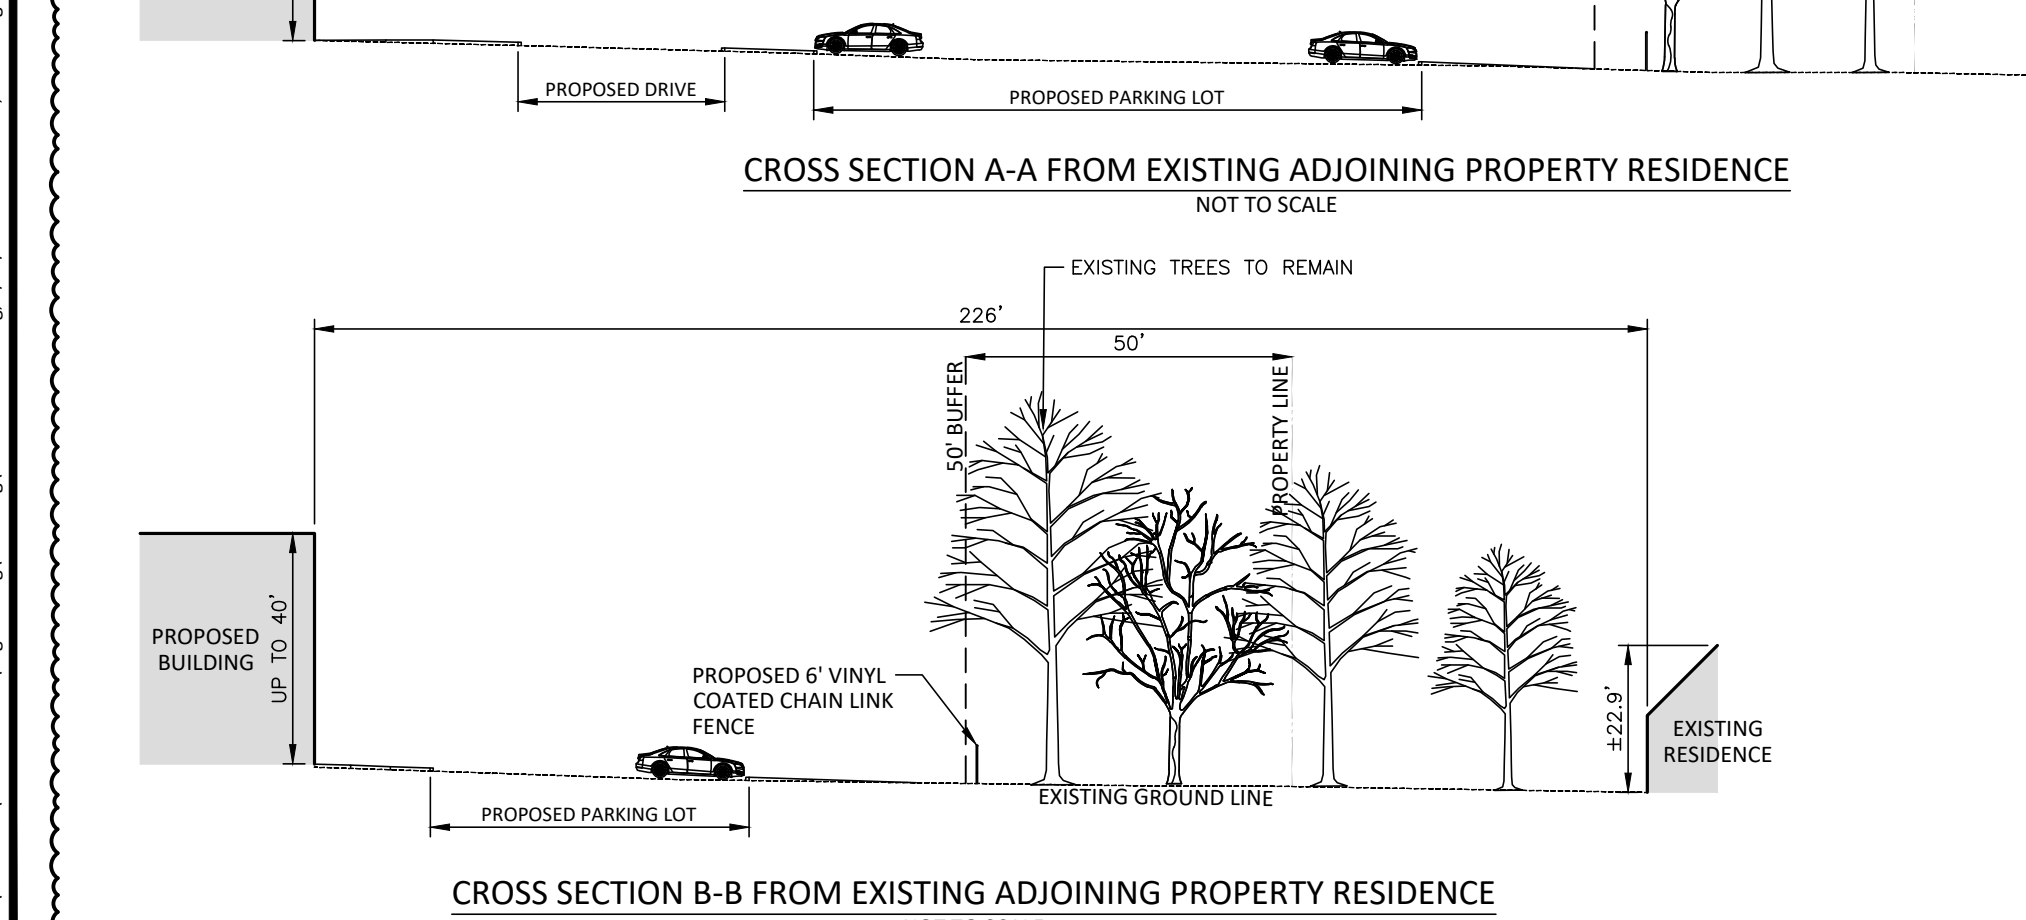 PROPOSED DRIVE
PROPOSED PARKING LOT
CROSS SECTION A-A FROM EXISTING ADJOINING PROPERTY RESIDENCE
NOT TO SCALE
EXISTING TREES TO REMAIN
226'
50'
50' BUFFER
PROPERTY LINE
PROPOSED
BUILDING
UP TO 40'
PROPOSED 6' VINYL
COATED CHAIN LINK
FENCE
±22.9'
EXISTING
RESIDENCE
EXISTING GROUND LINE
PROPOSED PARKING LOT
CROSS SECTION B-B FROM EXISTING ADJOINING PROPERTY RESIDENCE